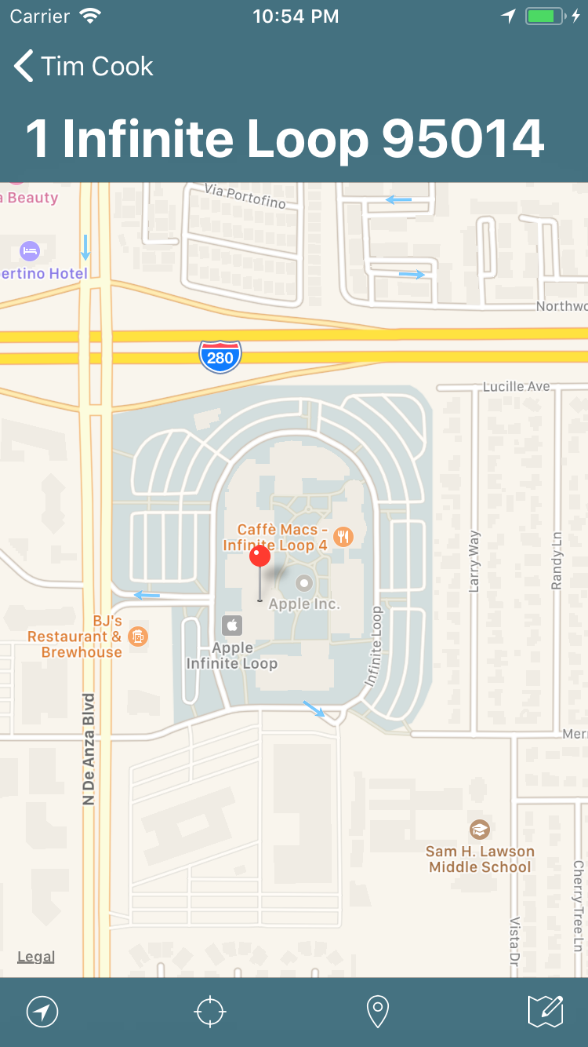 Carrier 10:54 PM
Tim Cook
1 Infinite Loop 95014
Via Portofino
a Beauty
ertino Hotel
Northwo
280
Lucille Ave
Caffè Macs -
Infinite Loop 4
Larry Way
Randy Ln
Apple Inc.
BJ's
Restaurant &
Brewhouse
Apple
Infinite Loop
Infinite Loop
N De Anza Blvd
Merr
Sam H. Lawson
Middle School
Cherry Tree Ln
Vista Dr
Legal